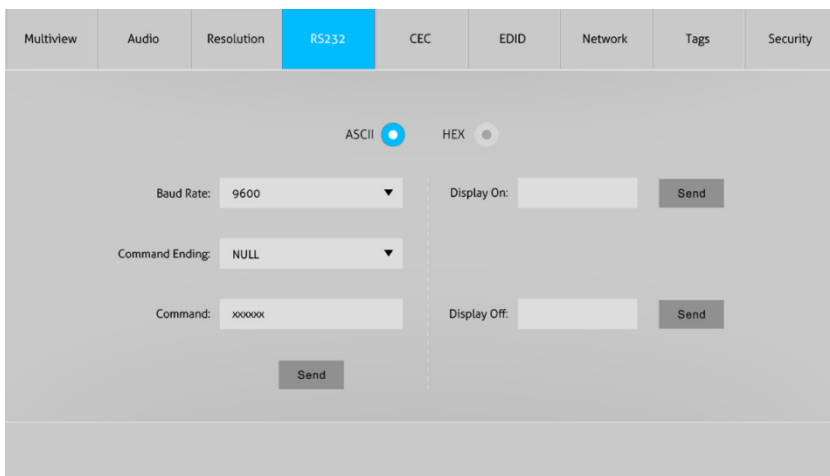 Multiview Audio Resolution RS232 CEC EDID Network Tags Security
ASCII HEX
Baud Rate: 9600 Display On: Send
Command Ending: NULL
Command: xxxxxx Display Off: Send
Send